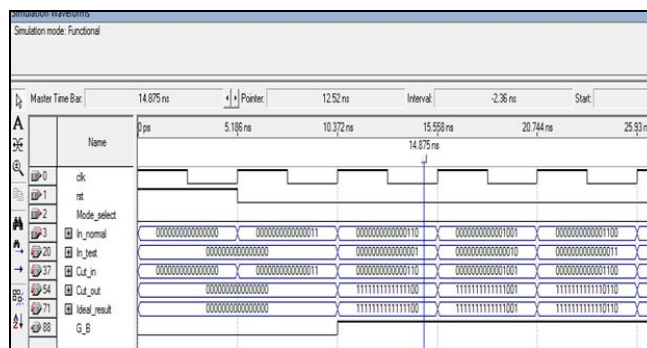 Simulation Waveforms
Simulation mode: Functional
Master Time Bar: 14.875 ns Pointer: 12.52 ns Interval: -2.36 ns Start:
0 ps 5.186 ns 10.372 ns 15.558 ns 20.744 ns 25.93 n
Name
14.875 ns
0 clk
1 rst
2 Mode_select
3 In_normal 0000000000000000 0000000000000011 0000000000000110 0000000000001001 0000000000001100
20 In_test 0000000000000000 0000000000000001 0000000000000010 0000000000000011
37 Cut_in 0000000000000000 0000000000000011 0000000000000110 0000000000001001 0000000000001100
54 Cut_out 0000000000000000 1111111111111100 1111111111111001 1111111111110110
71 Ideal_result 0000000000000000 1111111111111100 1111111111111001 1111111111110110
88 G_B